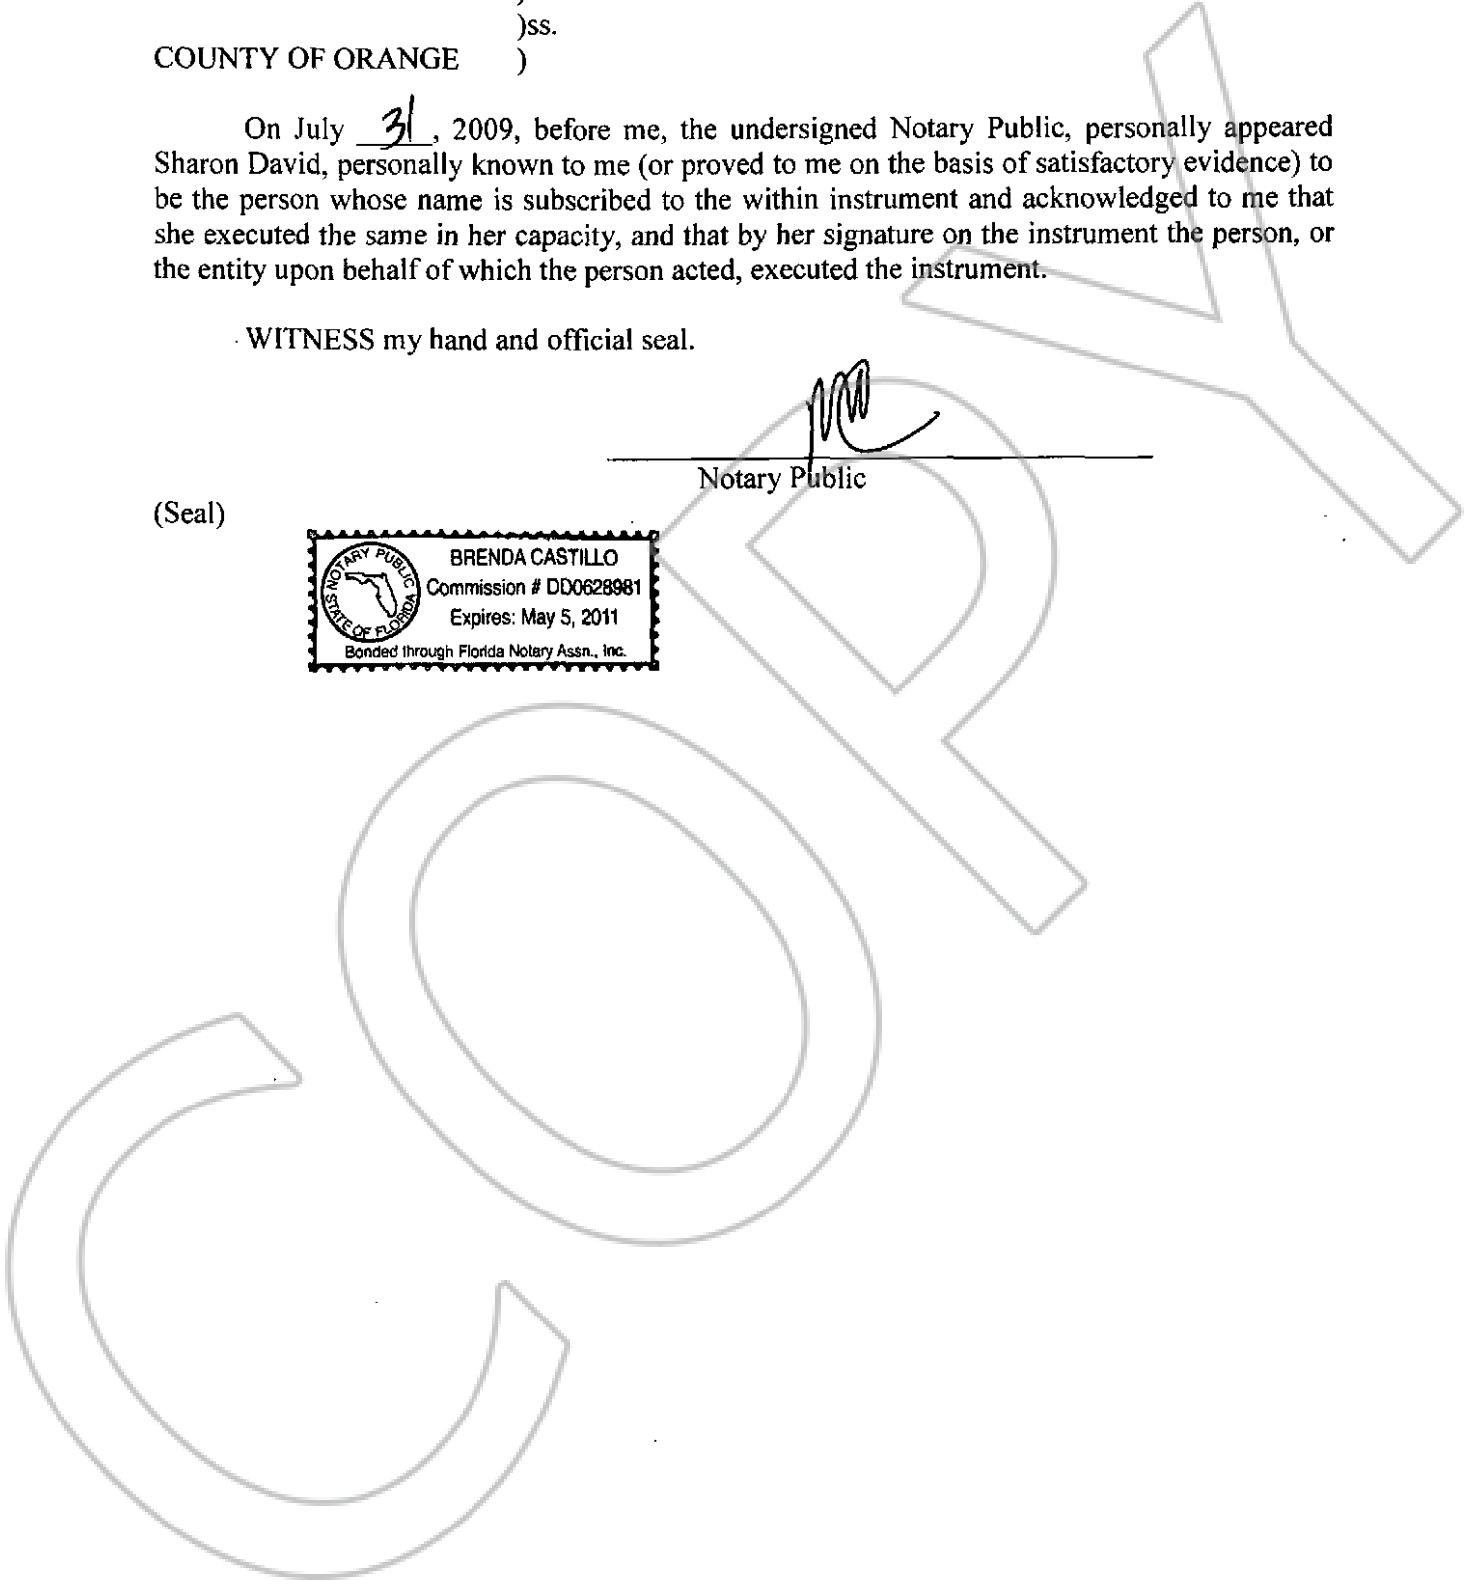 )ss.
COUNTY OF ORANGE )
On July 31, 2009, before me, the undersigned Notary Public, personally appeared
Sharon David, personally known to me (or proved to me on the basis of satisfactory evidence) to
be the person whose name is subscribed to the within instrument and acknowledged to me that
she executed the same in her capacity, and that by her signature on the instrument the person, or
the entity upon behalf of which the person acted, executed the instrument.
WITNESS my hand and official seal.
Notary Public
(Seal)
NOTARY PUBLIC
STATE OF FLORIDA
BRENDA CASTILLO
Commission # DD0628981
Expires: May 5, 2011
Bonded through Florida Notary Assn., Inc.
COPY